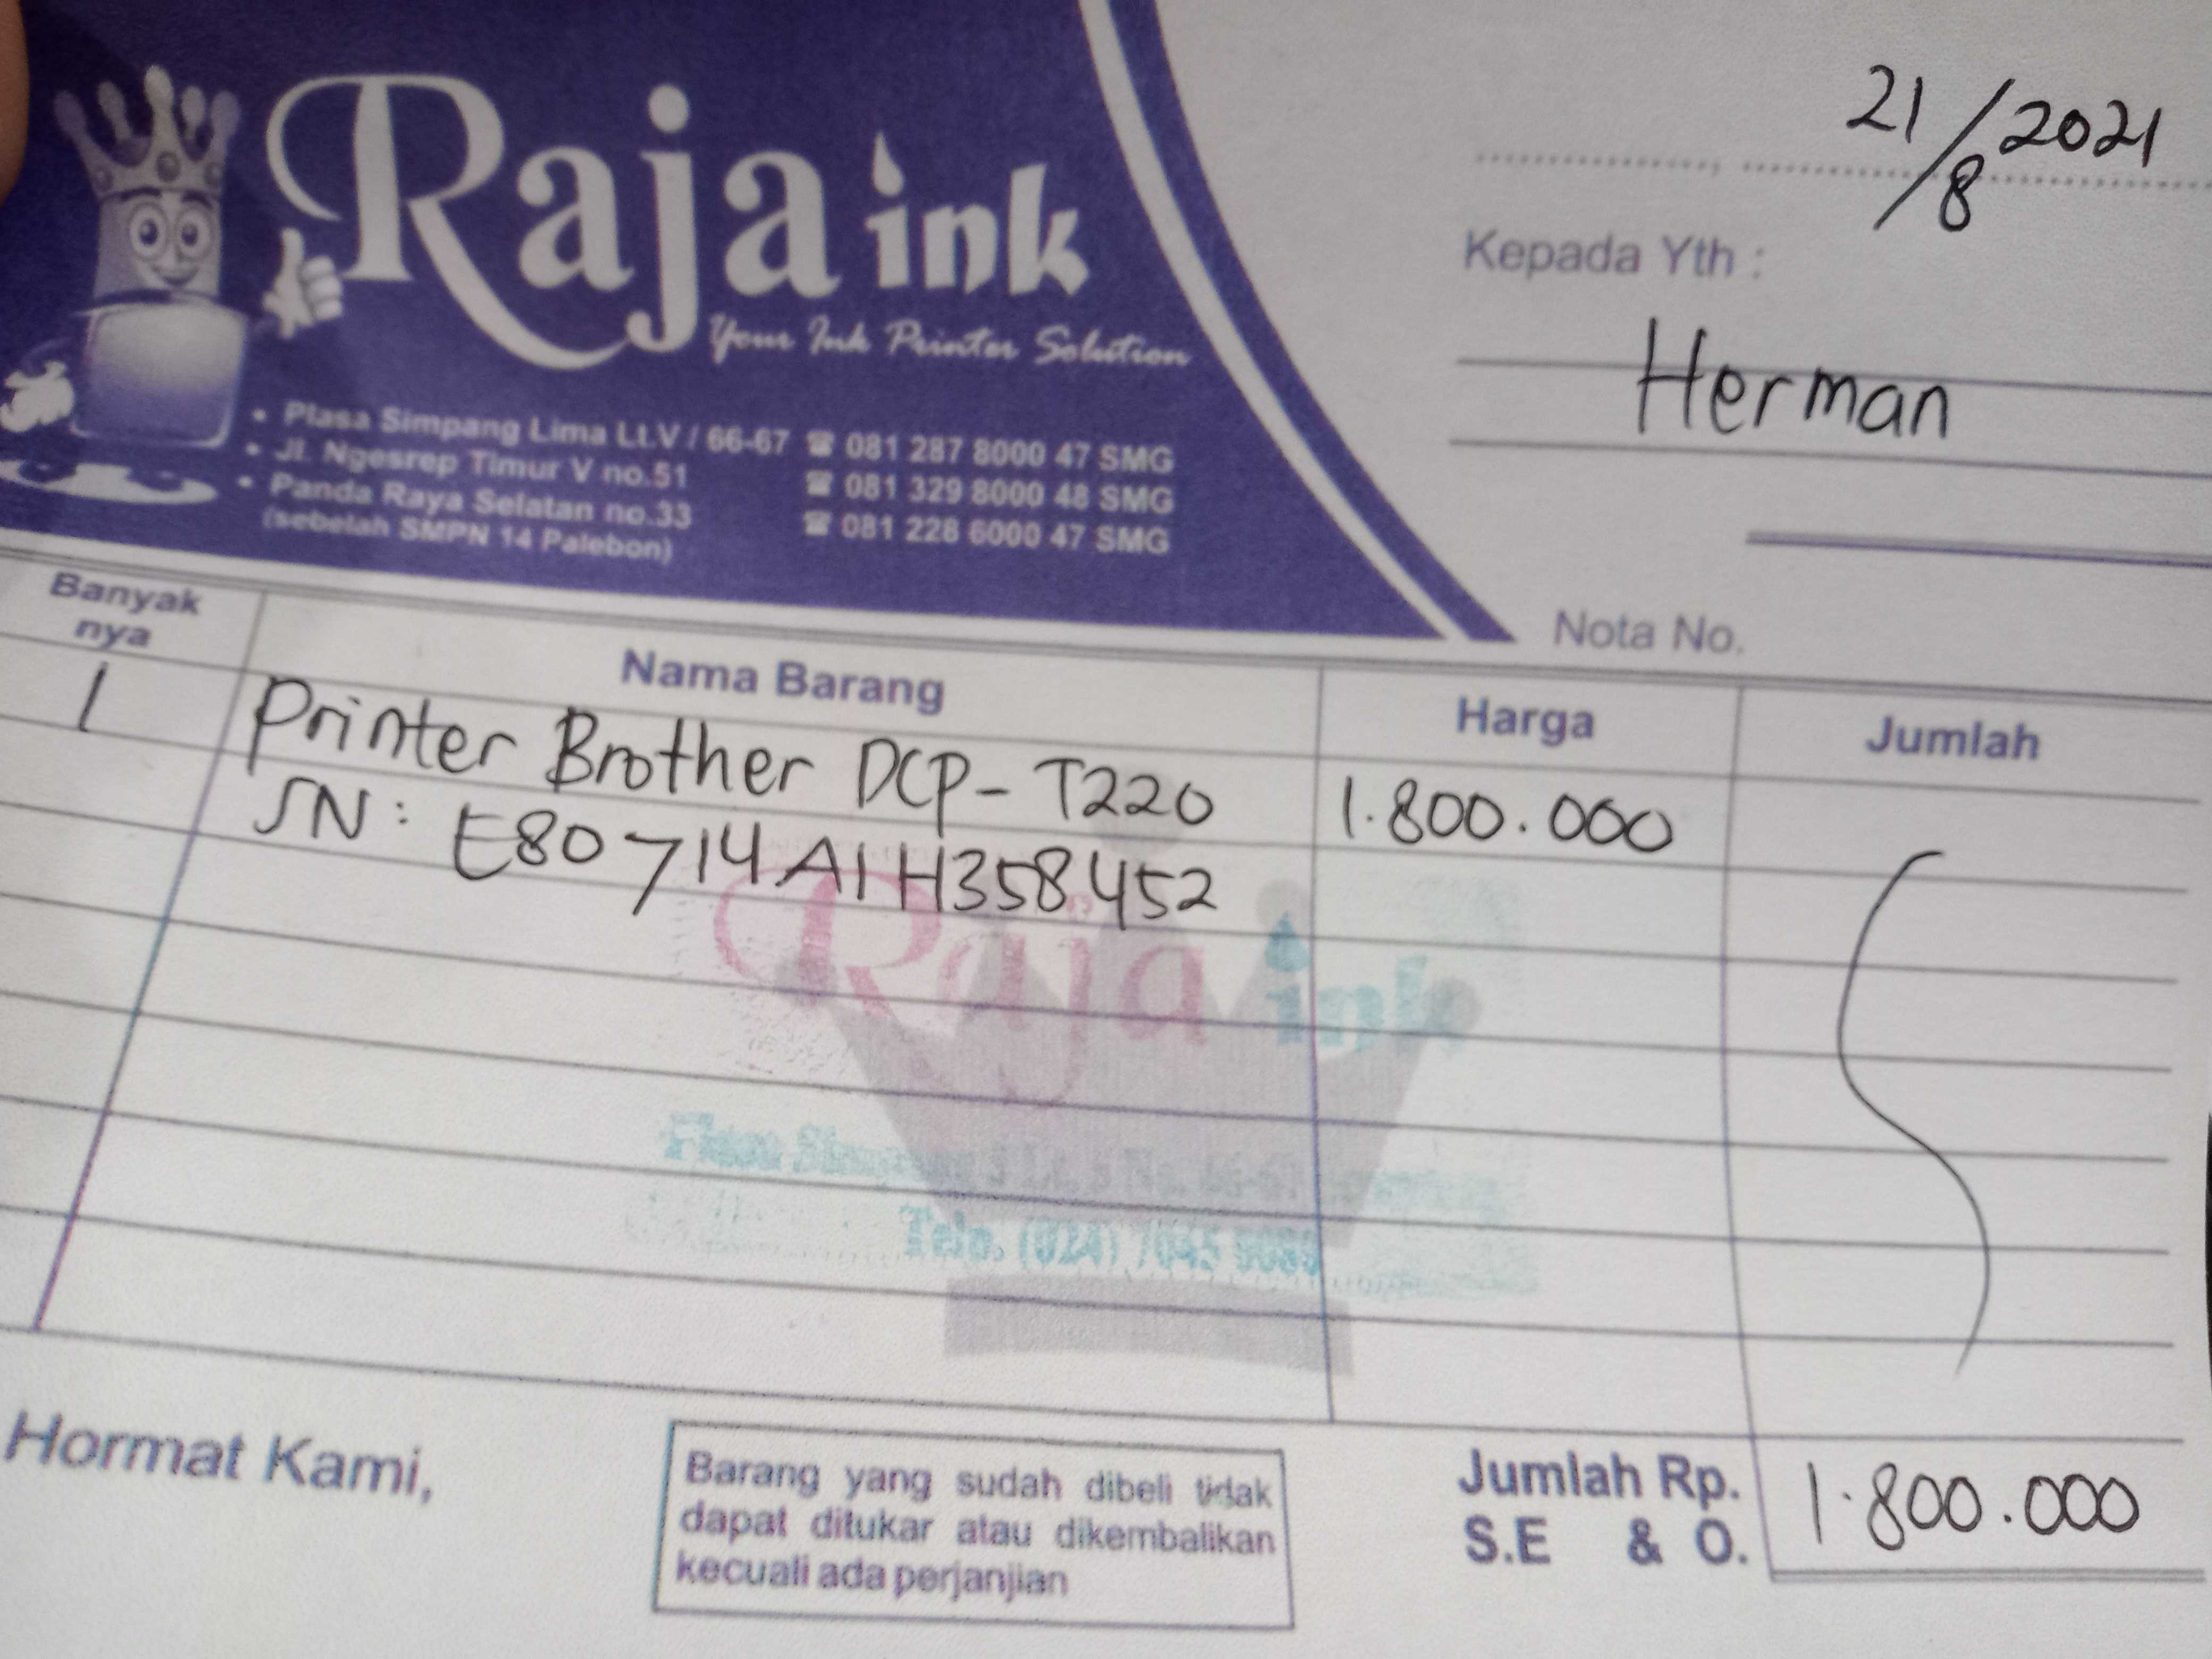 Raja ink
Your Ink Printer Solution
• Plasa Simpang Lima Lt.V / 66-67 ☎ 081 287 8000 47 SMG
• Jl. Ngesrep Timur V no.51 ☎ 081 329 8000 48 SMG
• Panda Raya Selatan no.33 ☎ 081 228 6000 47 SMG
(sebelah SMPN 14 Palebon)
21/8 2021
Kepada Yth :
Herman
Nota No.
Banyak
nya
Nama Barang
Harga
Jumlah
1 Printer Brother DCP-T220 1.800.000
SN: E80714A1H358452
Raja ink
Telp. (024)
Hormat Kami,
Barang yang sudah dibeli tidak
dapat ditukar atau dikembalikan
kecuali ada perjanjian
Jumlah Rp. 1.800.000
S.E & O.